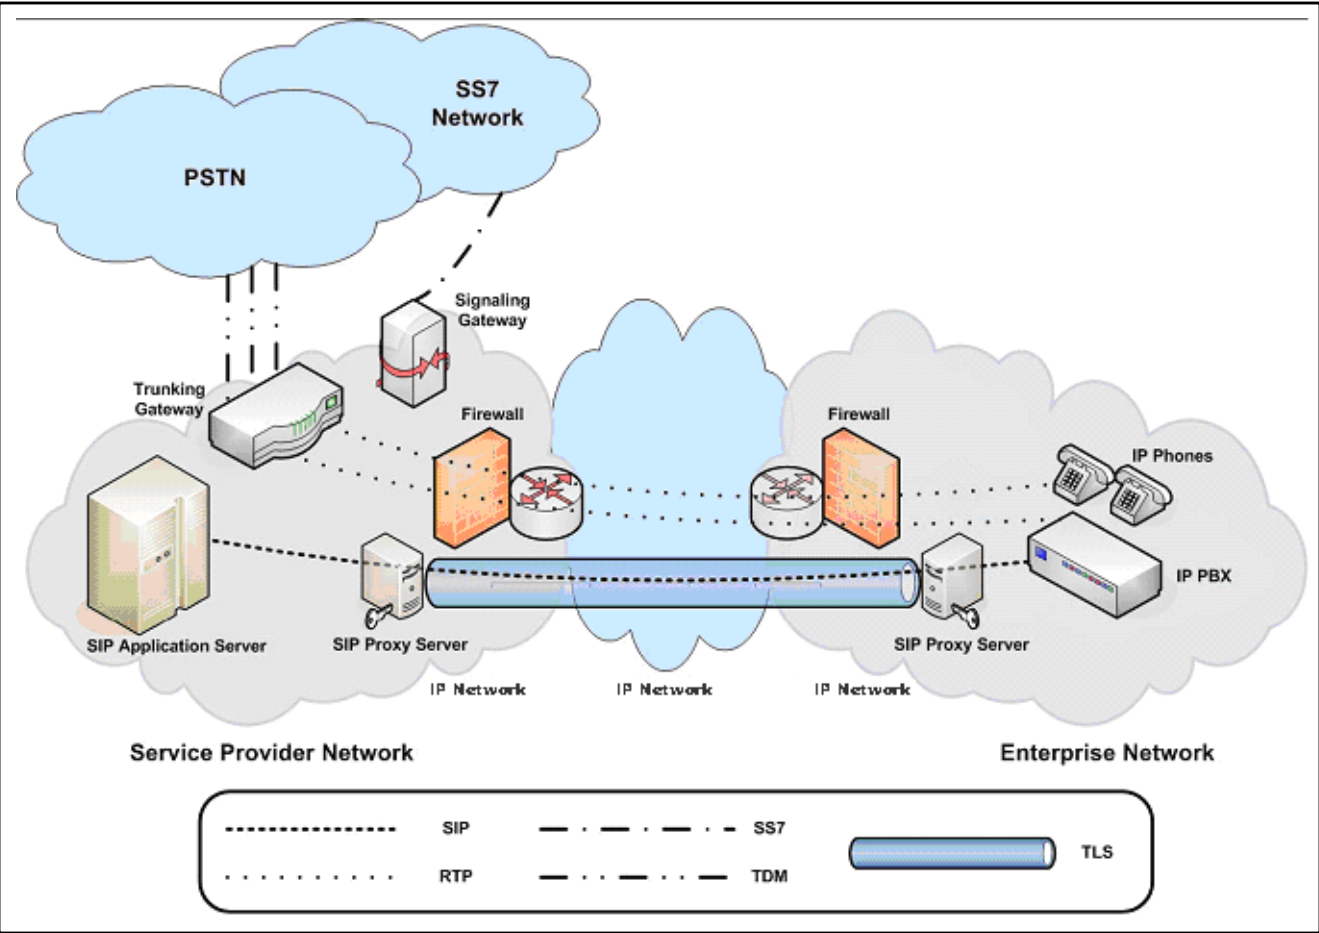 SS7
Network
PSTN
Signaling
Gateway
Trunking
Gateway
Firewall
Firewall
IP Phones
IP PBX
SIP Application Server
SIP Proxy Server
SIP Proxy Server
IP Network
IP Network
IP Network
Service Provider Network
Enterprise Network
SIP
SS7
TLS
RTP
TDM